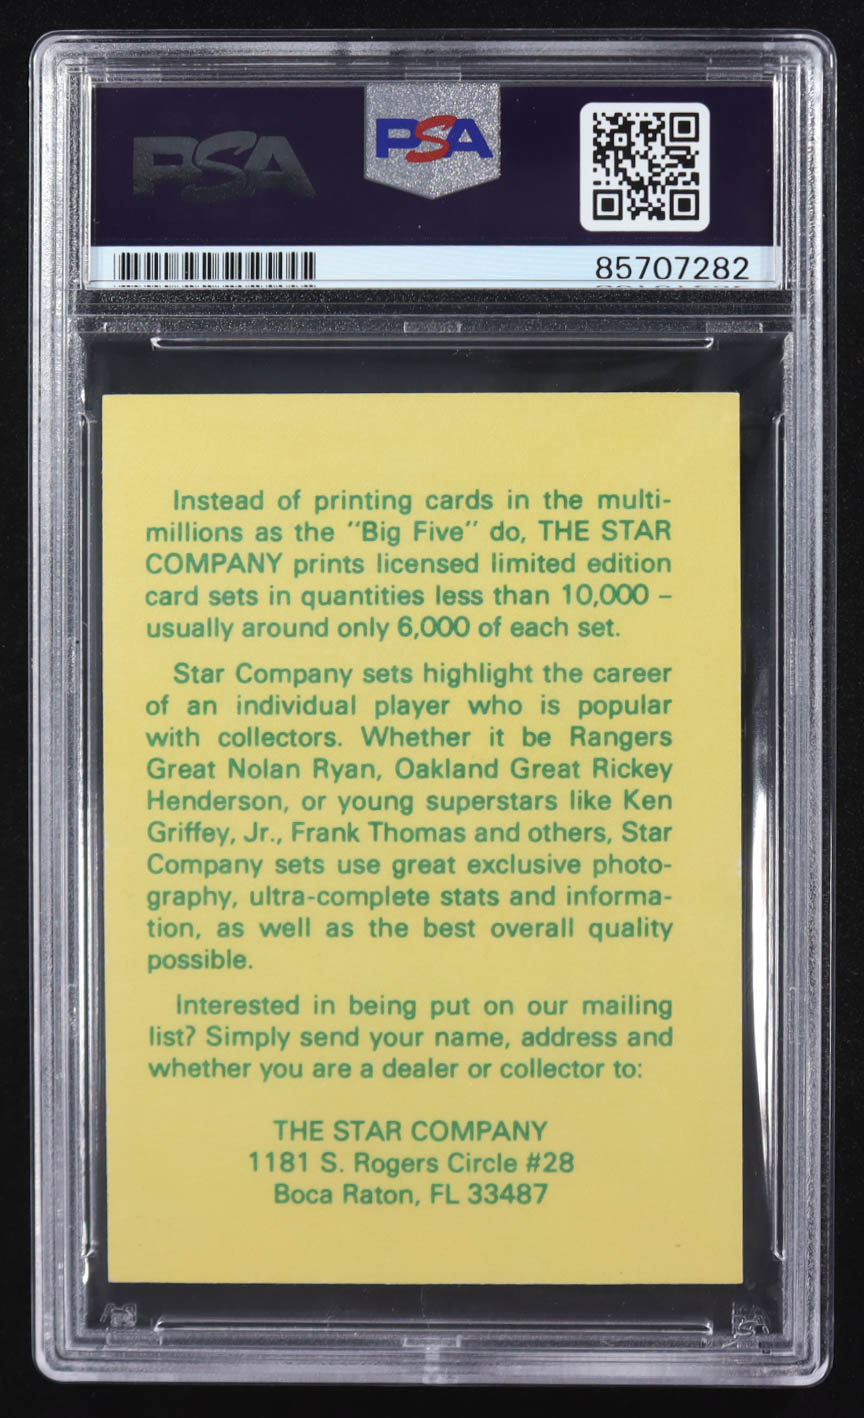 PSA
PSA
85707282
Instead of printing cards in the multi-
millions as the "Big Five" do, THE STAR
COMPANY prints licensed limited edition
card sets in quantities less than 10,000 –
usually around only 6,000 of each set.
Star Company sets highlight the career
of an individual player who is popular
with collectors. Whether it be Rangers
Great Nolan Ryan, Oakland Great Rickey
Henderson, or young superstars like Ken
Griffey, Jr., Frank Thomas and others, Star
Company sets use great exclusive photo-
graphy, ultra-complete stats and informa-
tion, as well as the best overall quality
possible.
Interested in being put on our mailing
list? Simply send your name, address and
whether you are a dealer or collector to:
THE STAR COMPANY
1181 S. Rogers Circle #28
Boca Raton, FL 33487